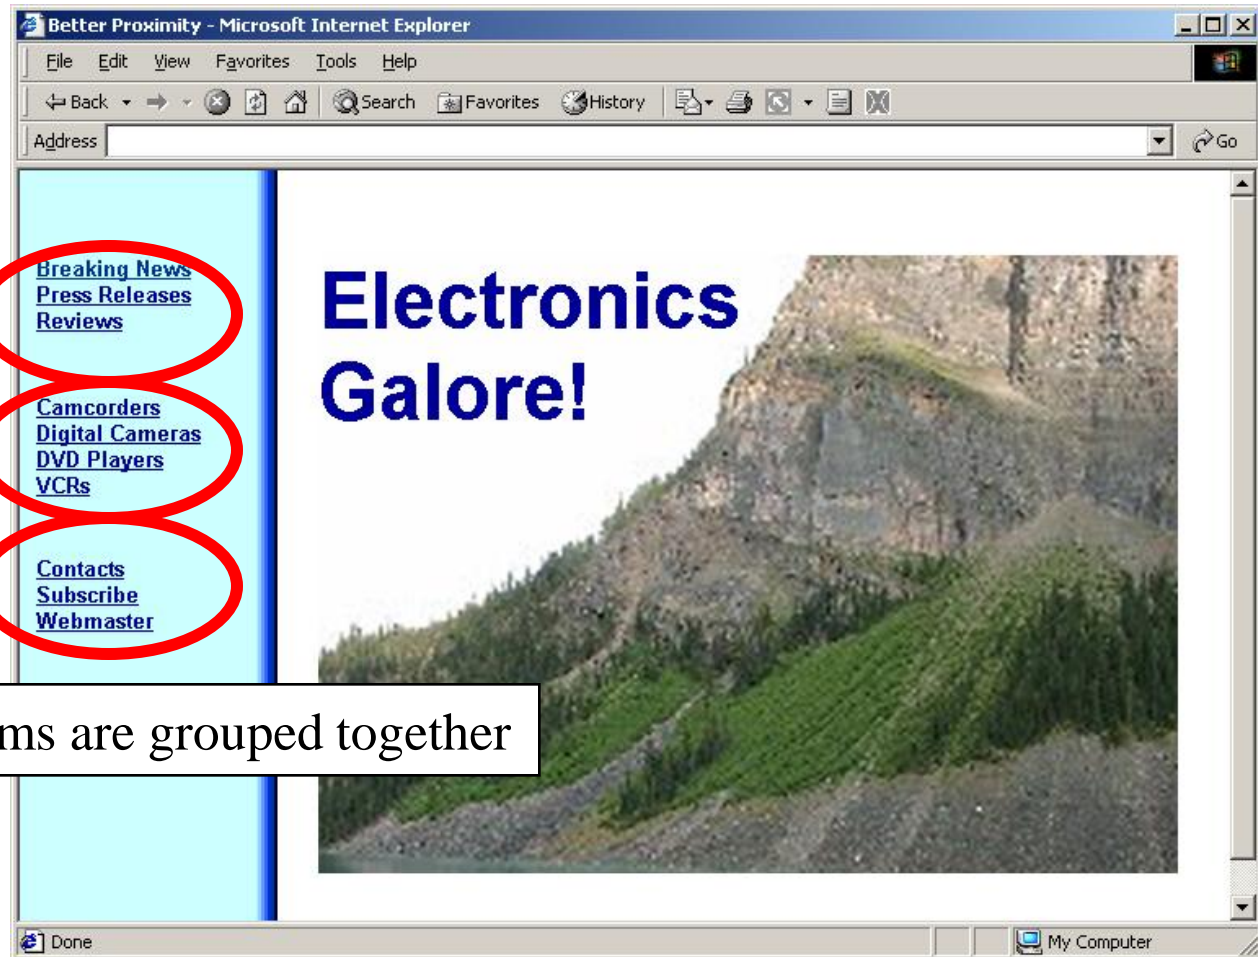 Better Proximity - Microsoft Internet Explorer
File Edit View Favorites Tools Help
Back Search Favorites History
Address Go
Breaking News
Press Releases
Reviews
Electronics
Galore!
Camcorders
Digital Cameras
DVD Players
VCRs
Contacts
Subscribe
Webmaster
are grouped together
Done My Computer